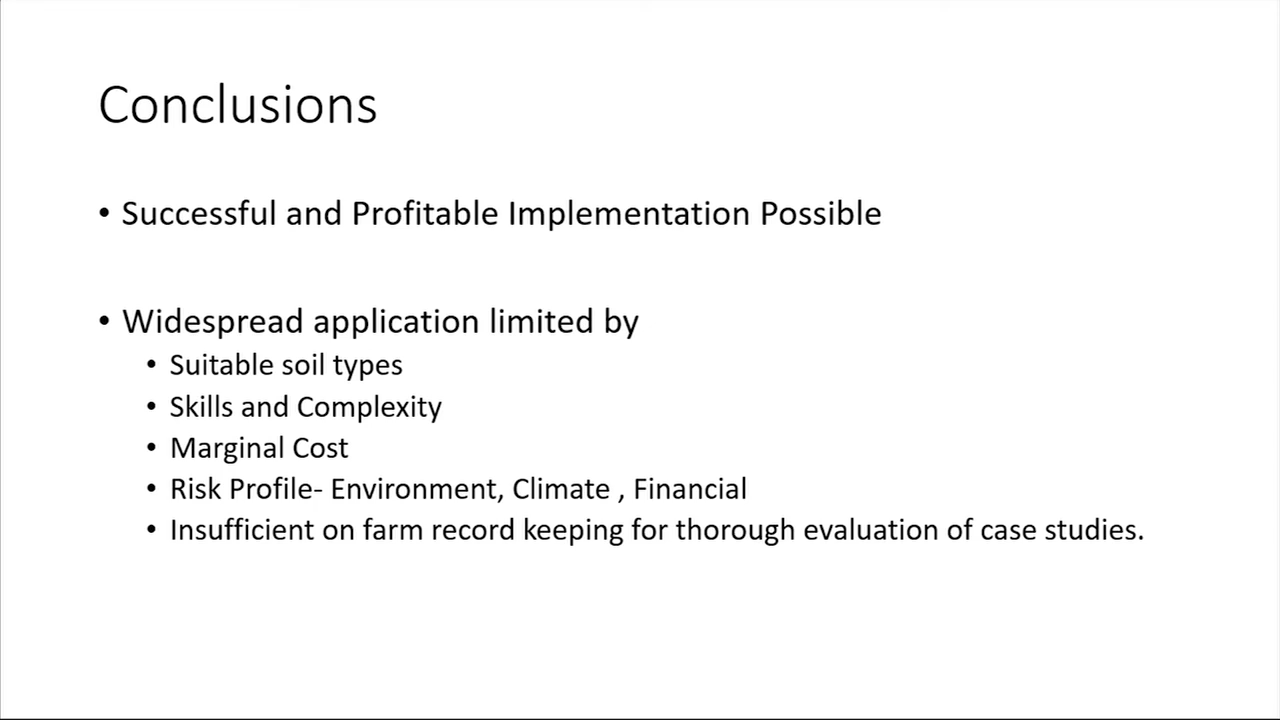 Conclusions
• Successful and Profitable Implementation Possible
• Widespread application limited by
• Suitable soil types
• Skills and Complexity
• Marginal Cost
• Risk Profile- Environment, Climate , Financial
• Insufficient on farm record keeping for thorough evaluation of case studies.